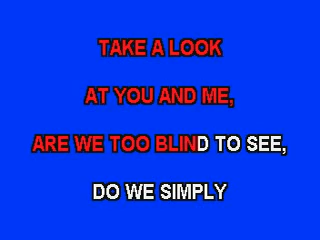 TAKE A LOOK
AT YOU AND ME,
ARE WE TOO BLIND TO SEE,
DO WE SIMPLY